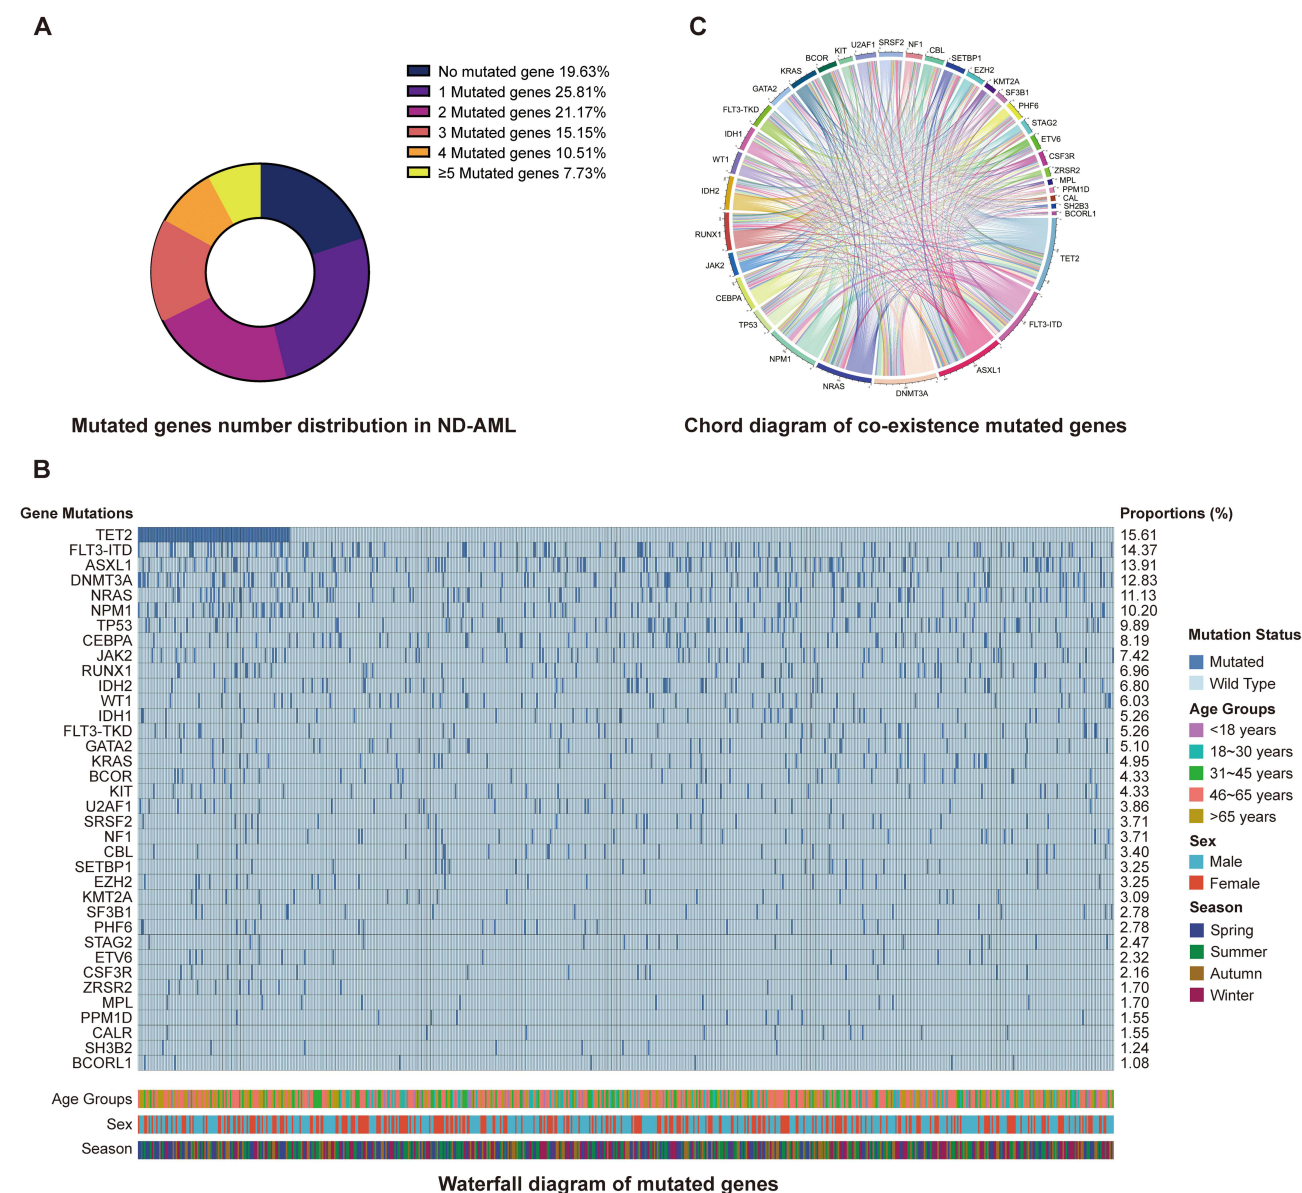 A
No mutated gene 19.63%
1 Mutated genes 25.81%
2 Mutated genes 21.17%
3 Mutated genes 15.15%
4 Mutated genes 10.51%
≥5 Mutated genes 7.73%
Mutated genes number distribution in ND-AML
C
U2AF1
SRSF2
NF1
CBL
SETBP1
EZH2
KMT2A
SF3B1
PHF6
STAG2
ETV6
CSF3R
ZRSR2
MPL
PPM1D
CAL
SH2B3
BCORL1
TET2
FLT3-ITD
ASXL1
DNMT3A
NRAS
NPM1
TP53
CEBPA
JAK2
RUNX1
IDH2
WT1
IDH1
FLT3-TKD
GATA2
KRAS
BCOR
KIT
Chord diagram of co-existence mutated genes
B
Gene Mutations Proportions (%)
TET2 15.61
FLT3-ITD 14.37
ASXL1 13.91
DNMT3A 12.83
NRAS 11.13
NPM1 10.20
TP53 9.89
CEBPA 8.19
JAK2 7.42
RUNX1 6.96
IDH2 6.80
WT1 6.03
IDH1 5.26
FLT3-TKD 5.26
GATA2 5.10
KRAS 4.95
BCOR 4.33
KIT 4.33
U2AF1 3.86
SRSF2 3.71
NF1 3.71
CBL 3.40
SETBP1 3.25
EZH2 3.25
KMT2A 3.09
SF3B1 2.78
PHF6 2.78
STAG2 2.47
ETV6 2.32
CSF3R 2.16
ZRSR2 1.70
MPL 1.70
PPM1D 1.55
CALR 1.55
SH3B2 1.24
BCORL1 1.08
Age Groups
Sex
Season
Mutation Status
Mutated
Wild Type
Age Groups
<18 years
18~30 years
31~45 years
46~65 years
>65 years
Sex
Male
Female
Season
Spring
Summer
Autumn
Winter
Waterfall diagram of mutated genes